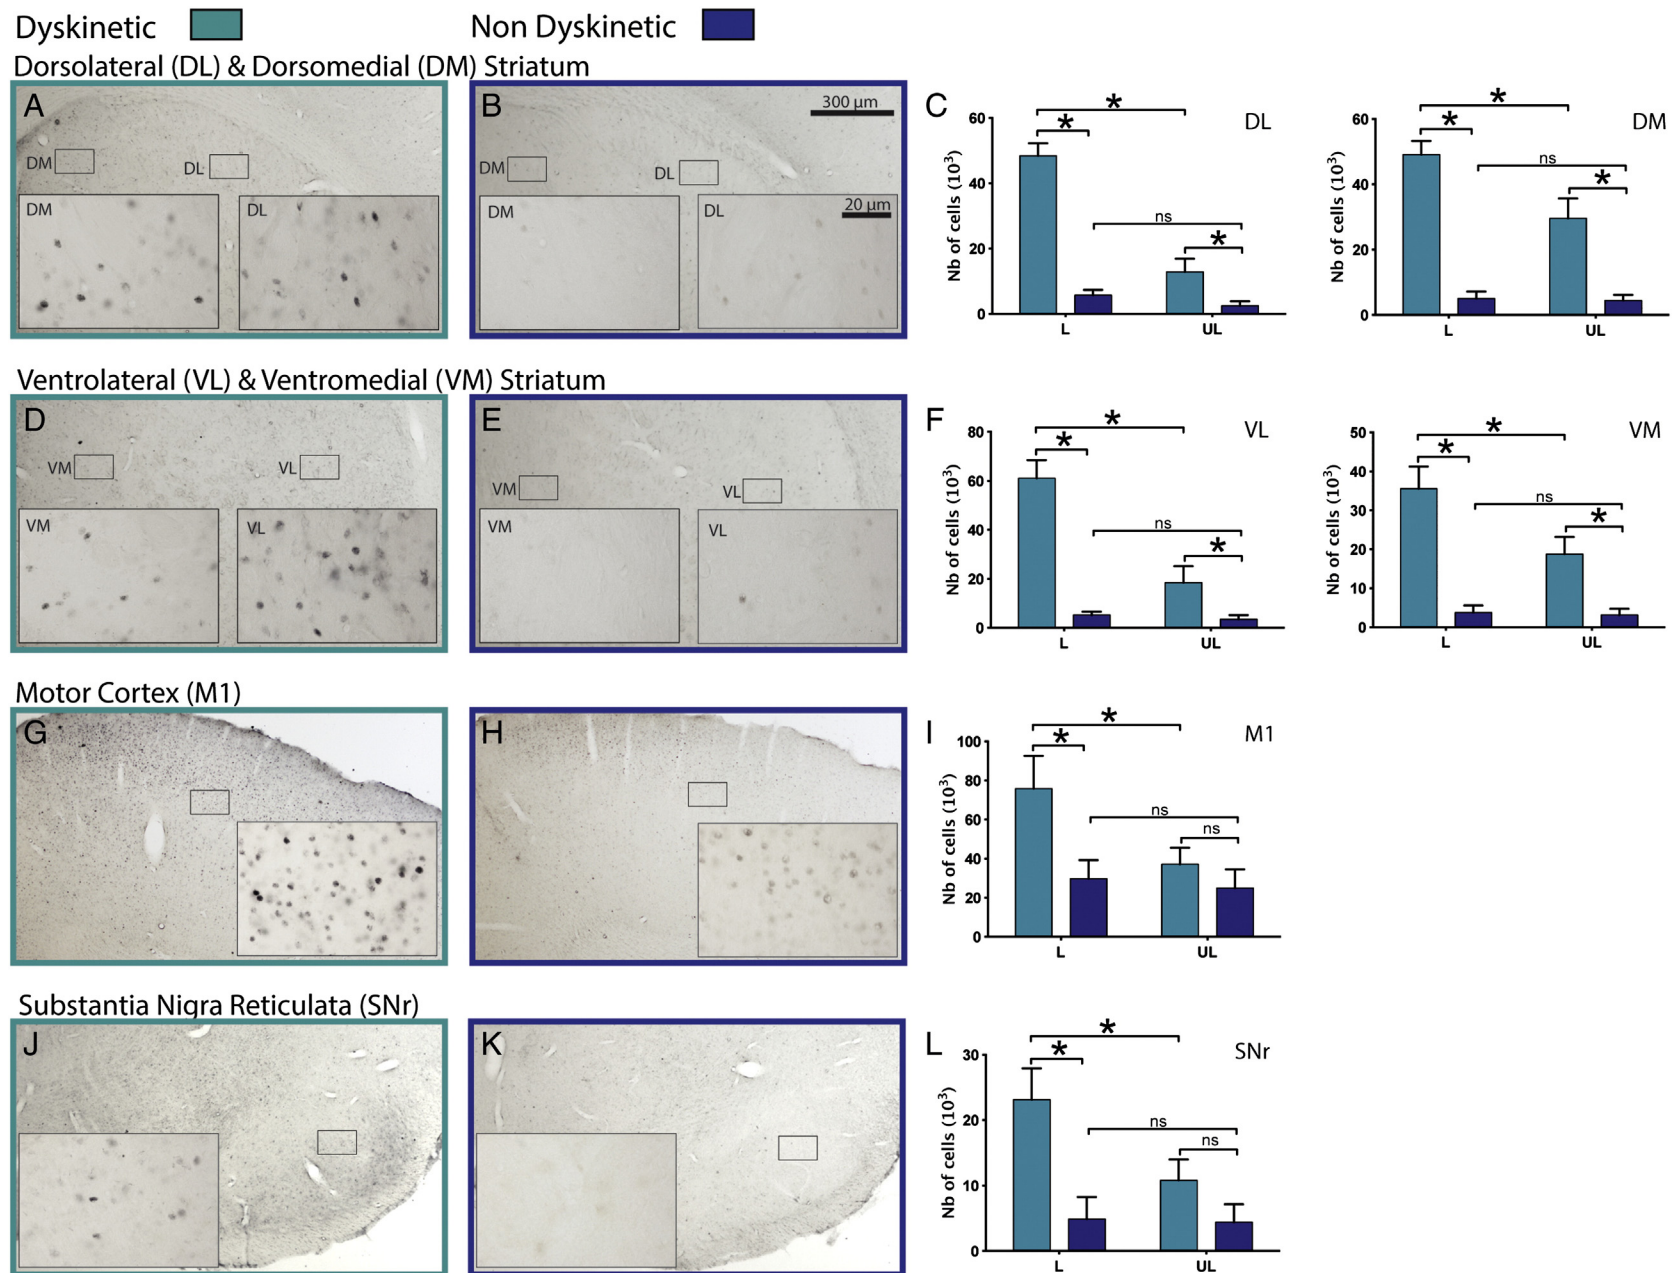 Dyskinetic
Non Dyskinetic
Dorsolateral (DL) & Dorsomedial (DM) Striatum
A
DM
DL
DM
DL
B
300 µm
DM
DL
DM
DL
20 µm
C
DL
Nb of cells (10³)
60
40
20
0
*
*
ns
*
L
UL
DM
Nb of cells (10³)
60
40
20
0
*
*
ns
*
L
UL
Ventrolateral (VL) & Ventromedial (VM) Striatum
D
VM
VL
VM
VL
E
VM
VL
VM
VL
F
VL
Nb of cells (10³)
80
60
40
20
0
*
*
ns
*
L
UL
VM
Nb of cells (10³)
50
40
30
20
10
0
*
*
ns
*
L
UL
Motor Cortex (M1)
G
H
I
M1
Nb of cells (10³)
100
80
60
40
20
0
*
*
ns
ns
L
UL
Substantia Nigra Reticulata (SNr)
J
K
L
SNr
Nb of cells (10³)
30
20
10
0
*
*
ns
ns
L
UL